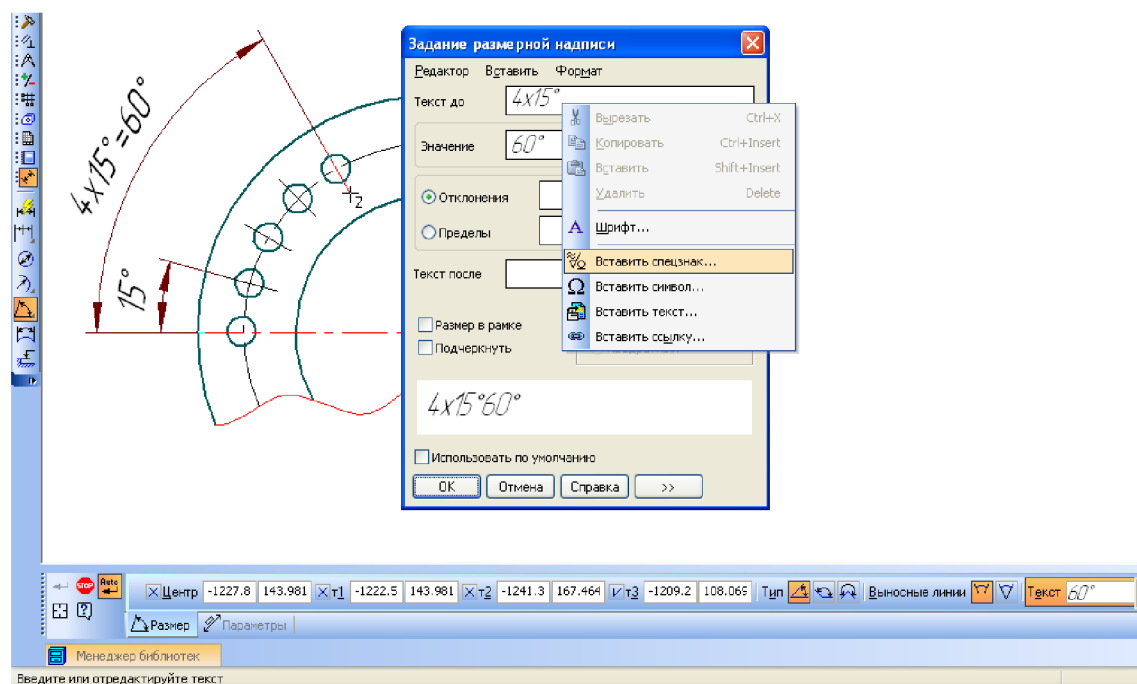 4x15°=60°
15°
2
Задание размерной надписи
Редактор Вставить Формат
Текст до 4x15°
Значение 60°
Отклонения
Пределы
Текст после
Размер в рамке
Подчеркнуть
Вырезать Ctrl+X
Копировать Ctrl+Insert
Вставить Shift+Insert
Удалить Delete
Шрифт...
Вставить спецзнак...
Вставить символ...
Вставить текст...
Вставить ссылку...
4x15°60°
Использовать по умолчанию
OK Отмена Справка >>
STOP Auto Центр -1227.8 143.981 т1 -1222.5 143.981 т2 -1241.3 167.464 т3 -1209.2 108.069 Тип Выносные линии Текст 60°
Размер Параметры
Менеджер библиотек
Введите или отредактируйте текст